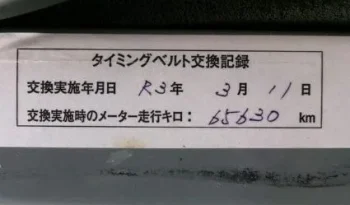 タイミングベルト交換記録
交換実施年月日 R3年 3月 11日
交換実施時のメーター走行キロ: 65630 km